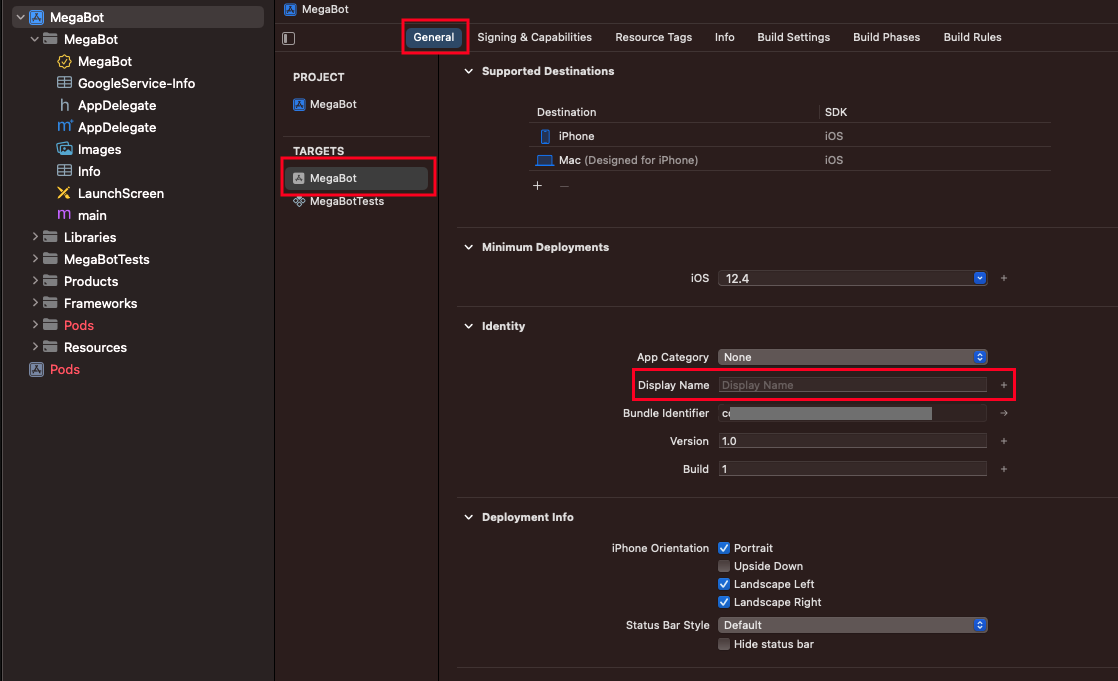 MegaBot
MegaBot
MegaBot
GoogleService-Info
AppDelegate
AppDelegate
Images
Info
LaunchScreen
main
Libraries
MegaBotTests
Products
Frameworks
Pods
Resources
Pods
MegaBot
General Signing & Capabilities Resource Tags Info Build Settings Build Phases Build Rules
PROJECT
MegaBot
TARGETS
MegaBot
MegaBotTests
Supported Destinations
Destination SDK
iPhone iOS
Mac (Designed for iPhone) iOS
Minimum Deployments
iOS 12.4
Identity
App Category None
Display Name Display Name
Bundle Identifier
Version 1.0
Build 1
Deployment Info
iPhone Orientation Portrait
Upside Down
Landscape Left
Landscape Right
Status Bar Style Default
Hide status bar